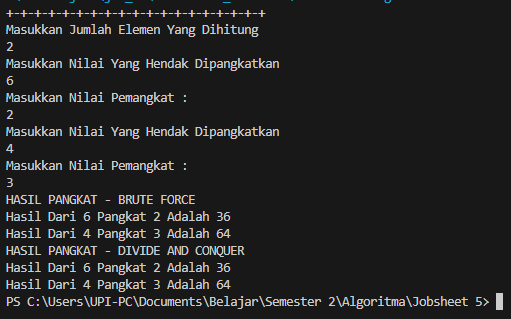 +-+-+-+-+-+-+-+-+-+-+-+-+-+-+-+-+-+-+-+
Masukkan Jumlah Elemen Yang Dihitung
2
Masukkan Nilai Yang Hendak Dipangkatkan
6
Masukkan Nilai Pemangkat :
2
Masukkan Nilai Yang Hendak Dipangkatkan
4
Masukkan Nilai Pemangkat :
3
HASIL PANGKAT - BRUTE FORCE
Hasil Dari 6 Pangkat 2 Adalah 36
Hasil Dari 4 Pangkat 3 Adalah 64
HASIL PANGKAT - DIVIDE AND CONQUER
Hasil Dari 6 Pangkat 2 Adalah 36
Hasil Dari 4 Pangkat 3 Adalah 64
PS C:\Users\UPI-PC\Documents\Belajar\Semester 2\Algoritma\Jobsheet 5>